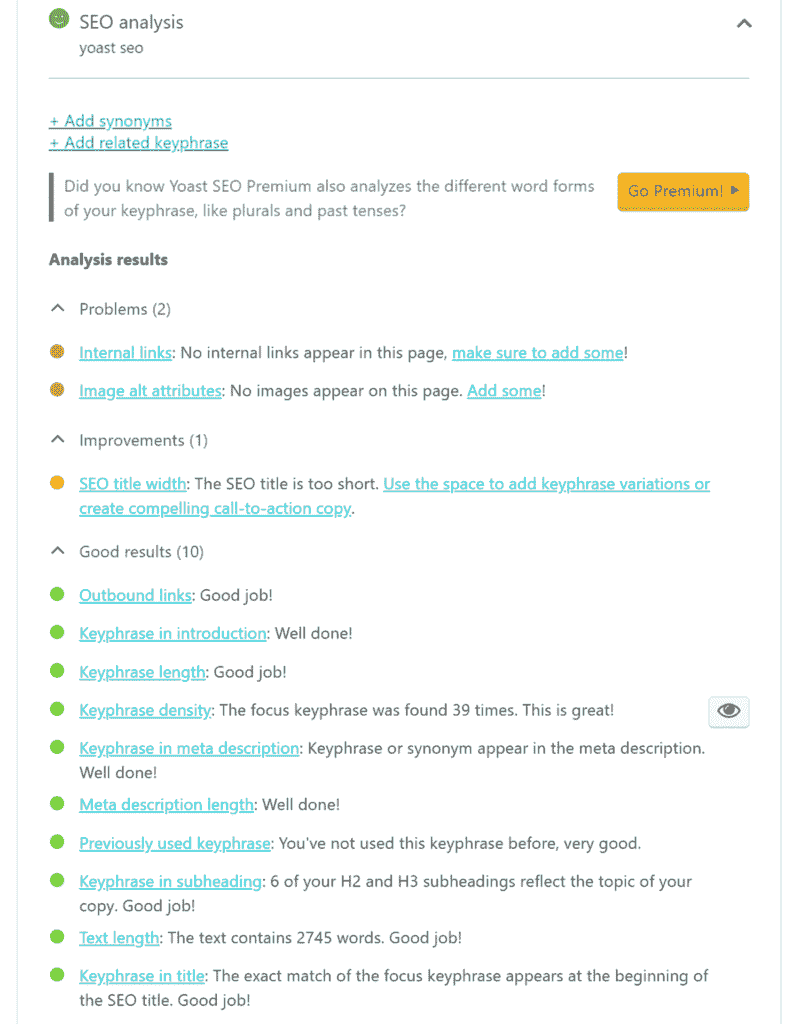 SEO analysis
yoast seo
+ Add synonyms
+ Add related keyphrase
Did you know Yoast SEO Premium also analyzes the different word forms
of your keyphrase, like plurals and past tenses?
Go Premium!
Analysis results
Problems (2)
Internal links: No internal links appear in this page, make sure to add some!
Image alt attributes: No images appear on this page. Add some!
Improvements (1)
SEO title width: The SEO title is too short. Use the space to add keyphrase variations or
create compelling call-to-action copy.
Good results (10)
Outbound links: Good job!
Keyphrase in introduction: Well done!
Keyphrase length: Good job!
Keyphrase density: The focus keyphrase was found 39 times. This is great!
Keyphrase in meta description: Keyphrase or synonym appear in the meta description.
Well done!
Meta description length: Well done!
Previously used keyphrase: You've not used this keyphrase before, very good.
Keyphrase in subheading: 6 of your H2 and H3 subheadings reflect the topic of your
copy. Good job!
Text length: The text contains 2745 words. Good job!
Keyphrase in title: The exact match of the focus keyphrase appears at the beginning of
the SEO title. Good job!